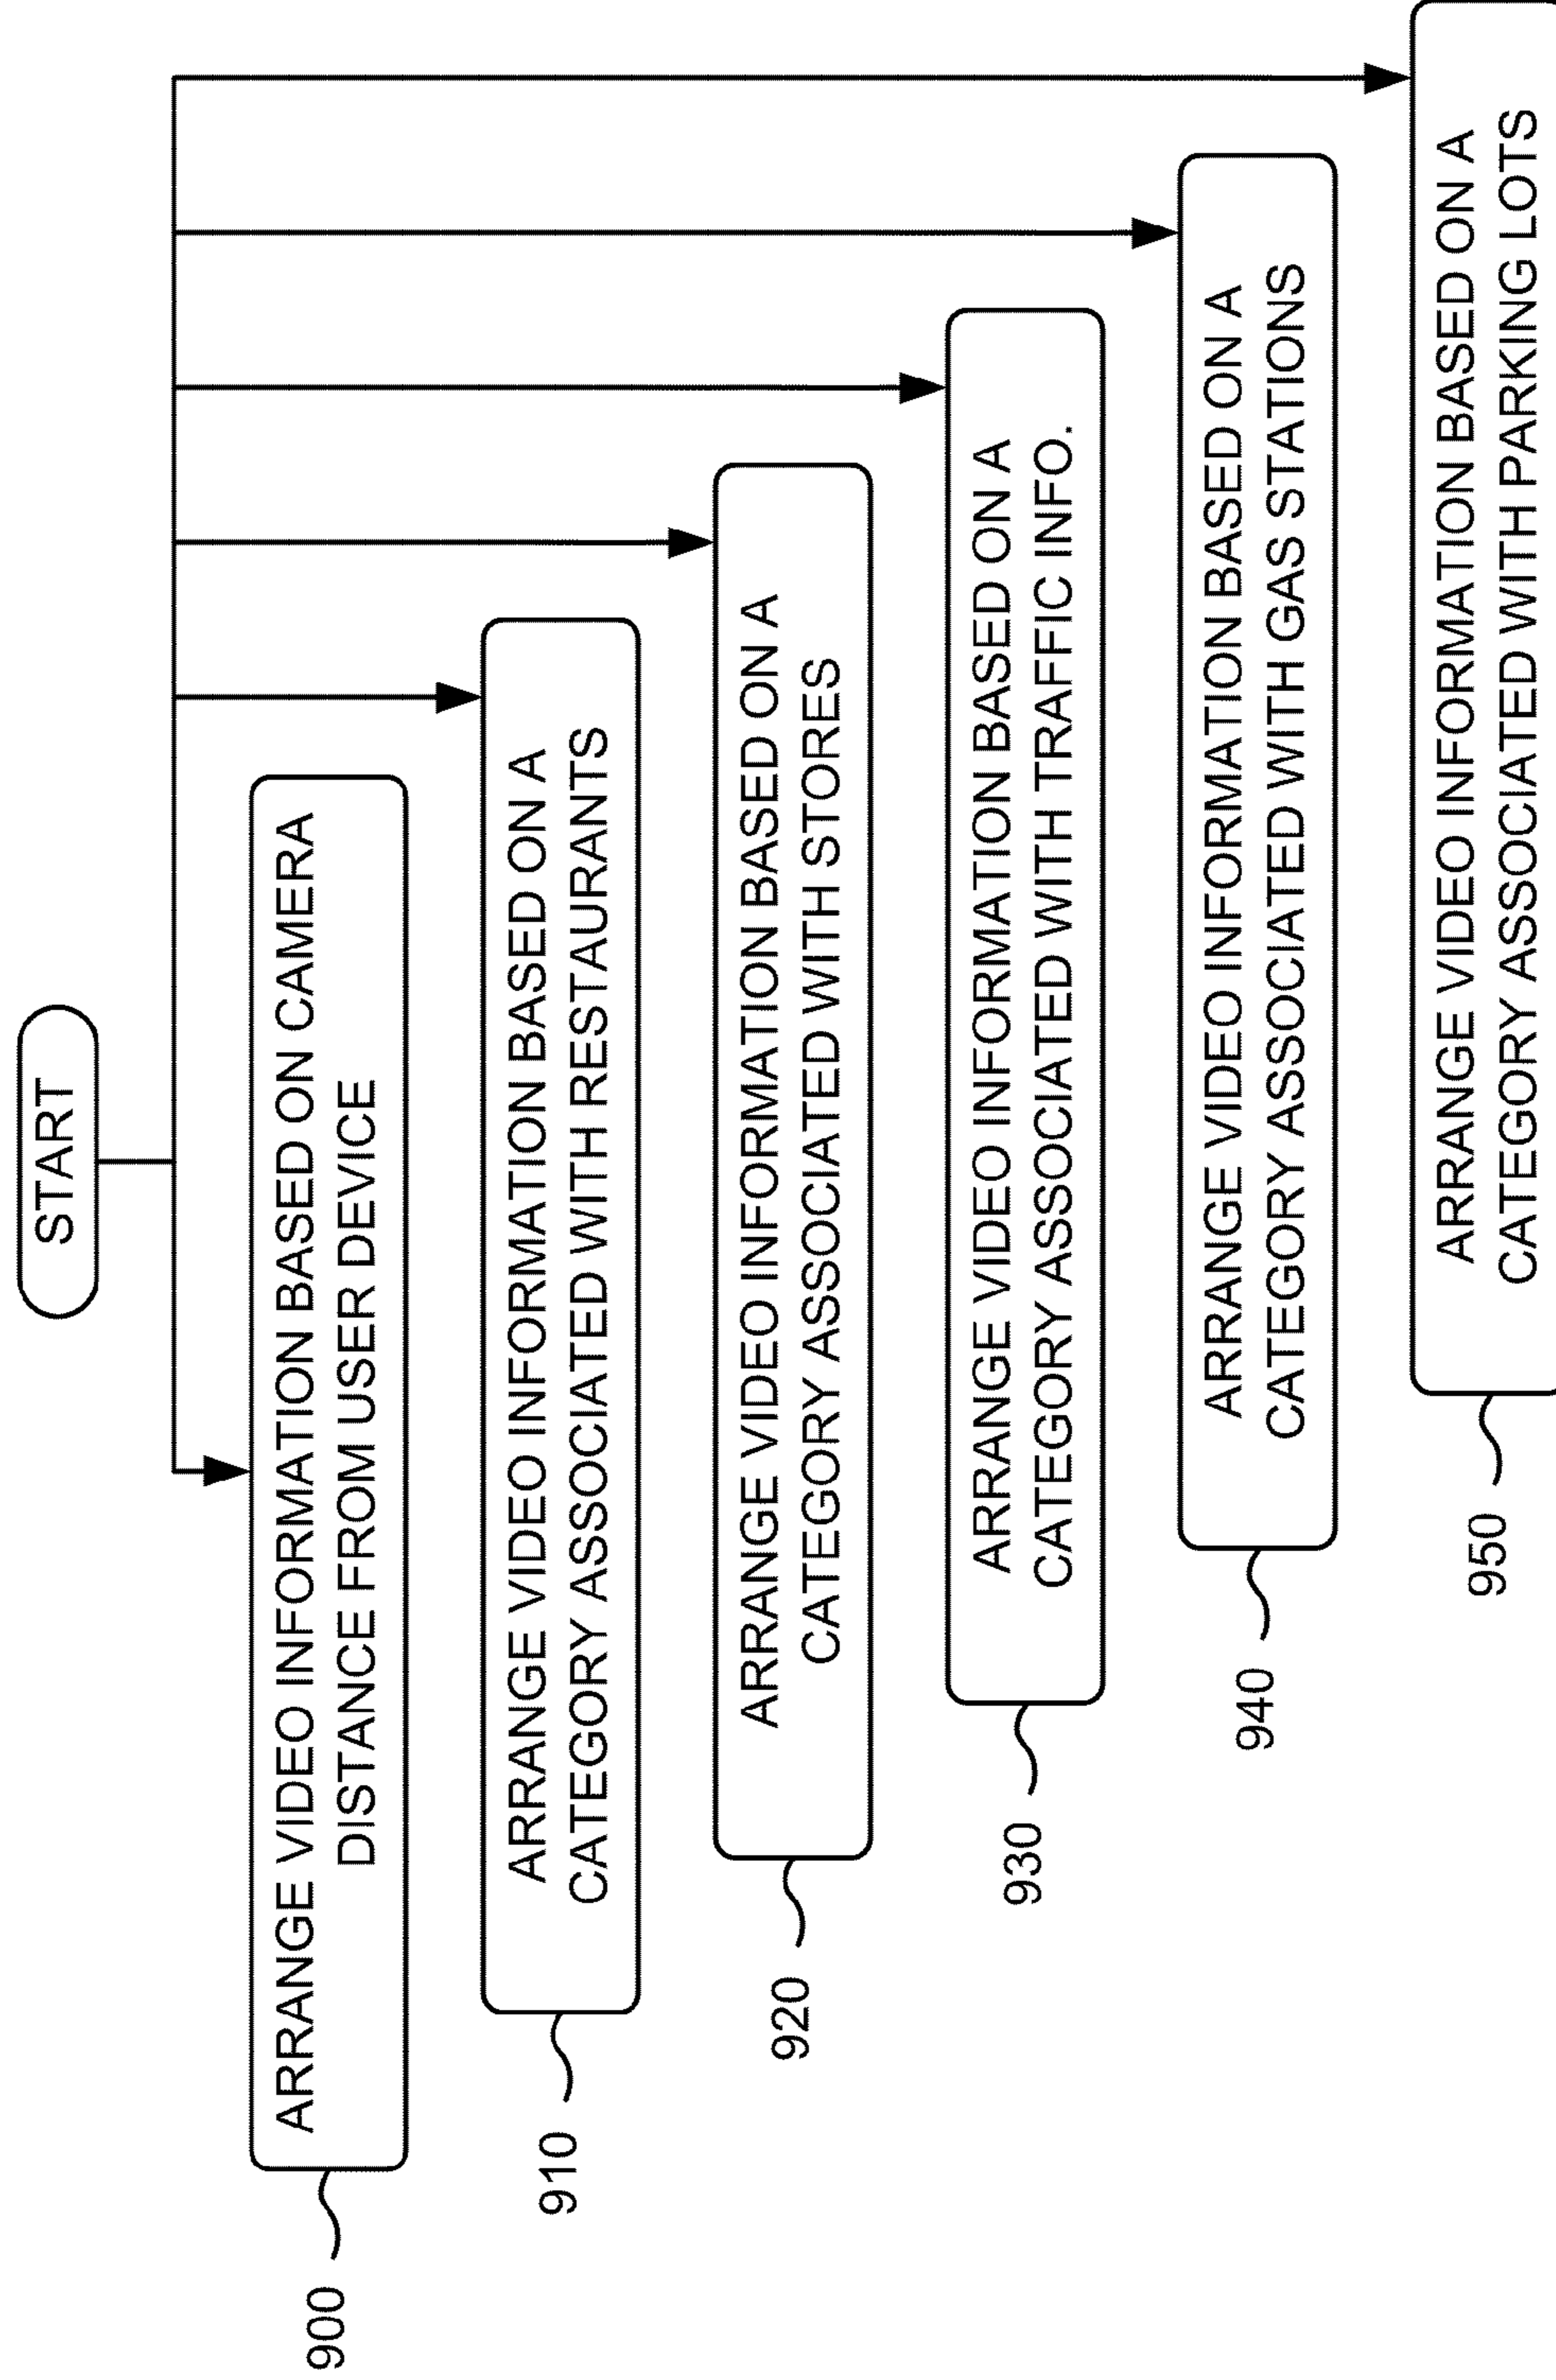 START
900
ARRANGE VIDEO INFORMATION BASED ON CAMERA
DISTANCE FROM USER DEVICE
910
ARRANGE VIDEO INFORMATION BASED ON A
CATEGORY ASSOCIATED WITH RESTAURANTS
920
ARRANGE VIDEO INFORMATION BASED ON A
CATEGORY ASSOCIATED WITH STORES
930
ARRANGE VIDEO INFORMATION BASED ON A
CATEGORY ASSOCIATED WITH TRAFFIC INFO.
940
ARRANGE VIDEO INFORMATION BASED ON A
CATEGORY ASSOCIATED WITH GAS STATIONS
950
ARRANGE VIDEO INFORMATION BASED ON A
CATEGORY ASSOCIATED WITH PARKING LOTS